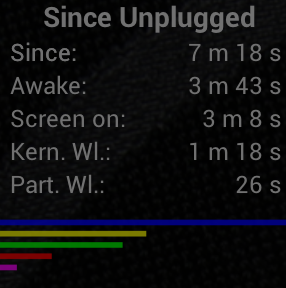 Since Unplugged
Since: 7 m 18 s
Awake: 3 m 43 s
Screen on: 3 m 8 s
Kern. Wl.: 1 m 18 s
Part. Wl.: 26 s